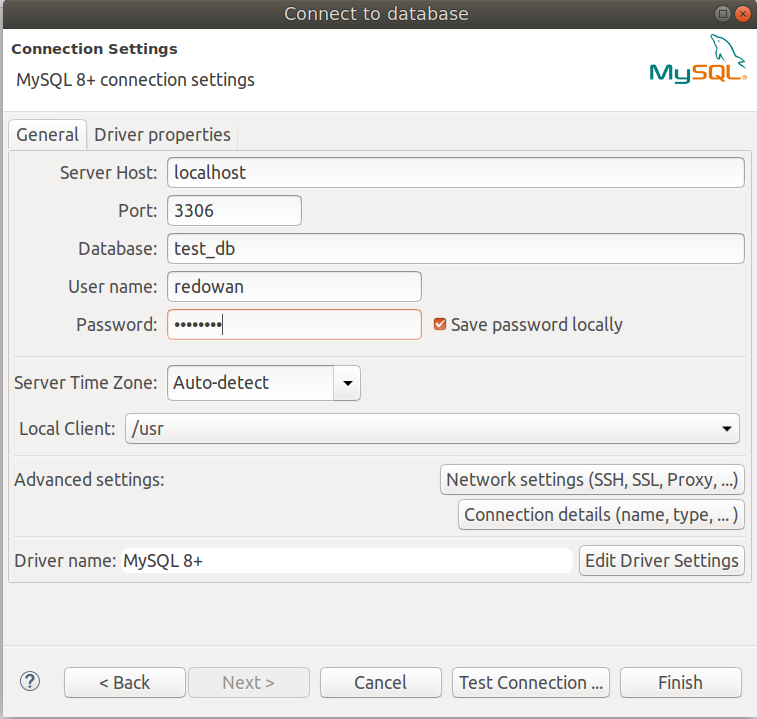 Connect to database
Connection Settings
MySQL 8+ connection settings
MySQL®
General Driver properties
Server Host: localhost
Port: 3306
Database: test_db
User name: redowan
Password: ••••••••
Save password locally
Server Time Zone: Auto-detect
Local Client: /usr
Advanced settings: Network settings (SSH, SSL, Proxy, ...)
Connection details (name, type, ... )
Driver name: MySQL 8+ Edit Driver Settings
? < Back Next > Cancel Test Connection ... Finish